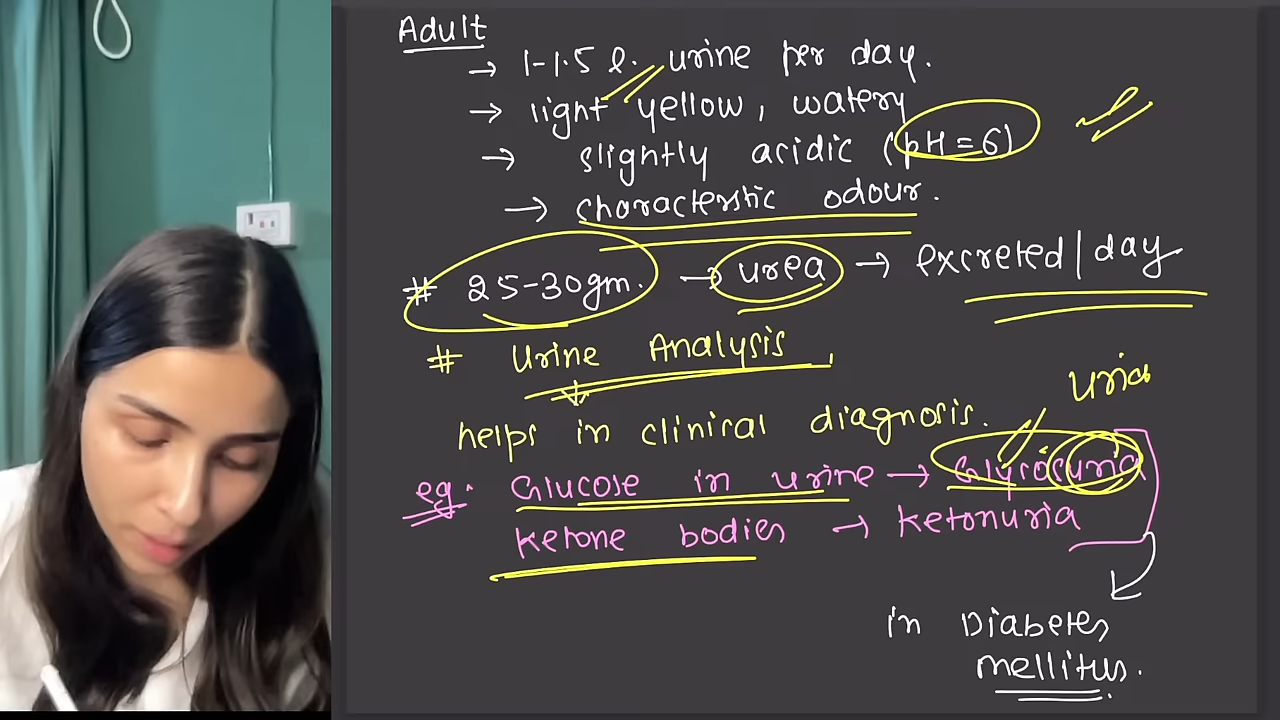 Adult
→ 1-1.5 l. urine per day.
→ light yellow, watery
→ slightly acidic (pH = 6)
→ characterstic odour.
# 25-30gm. → urea → excreted/day
# Urine Analysis
helps in clinical diagnosis.
uria
eg. Glucose in urine → Glycosuria
Ketone bodies → Ketonuria
in Diabetes
mellitus.